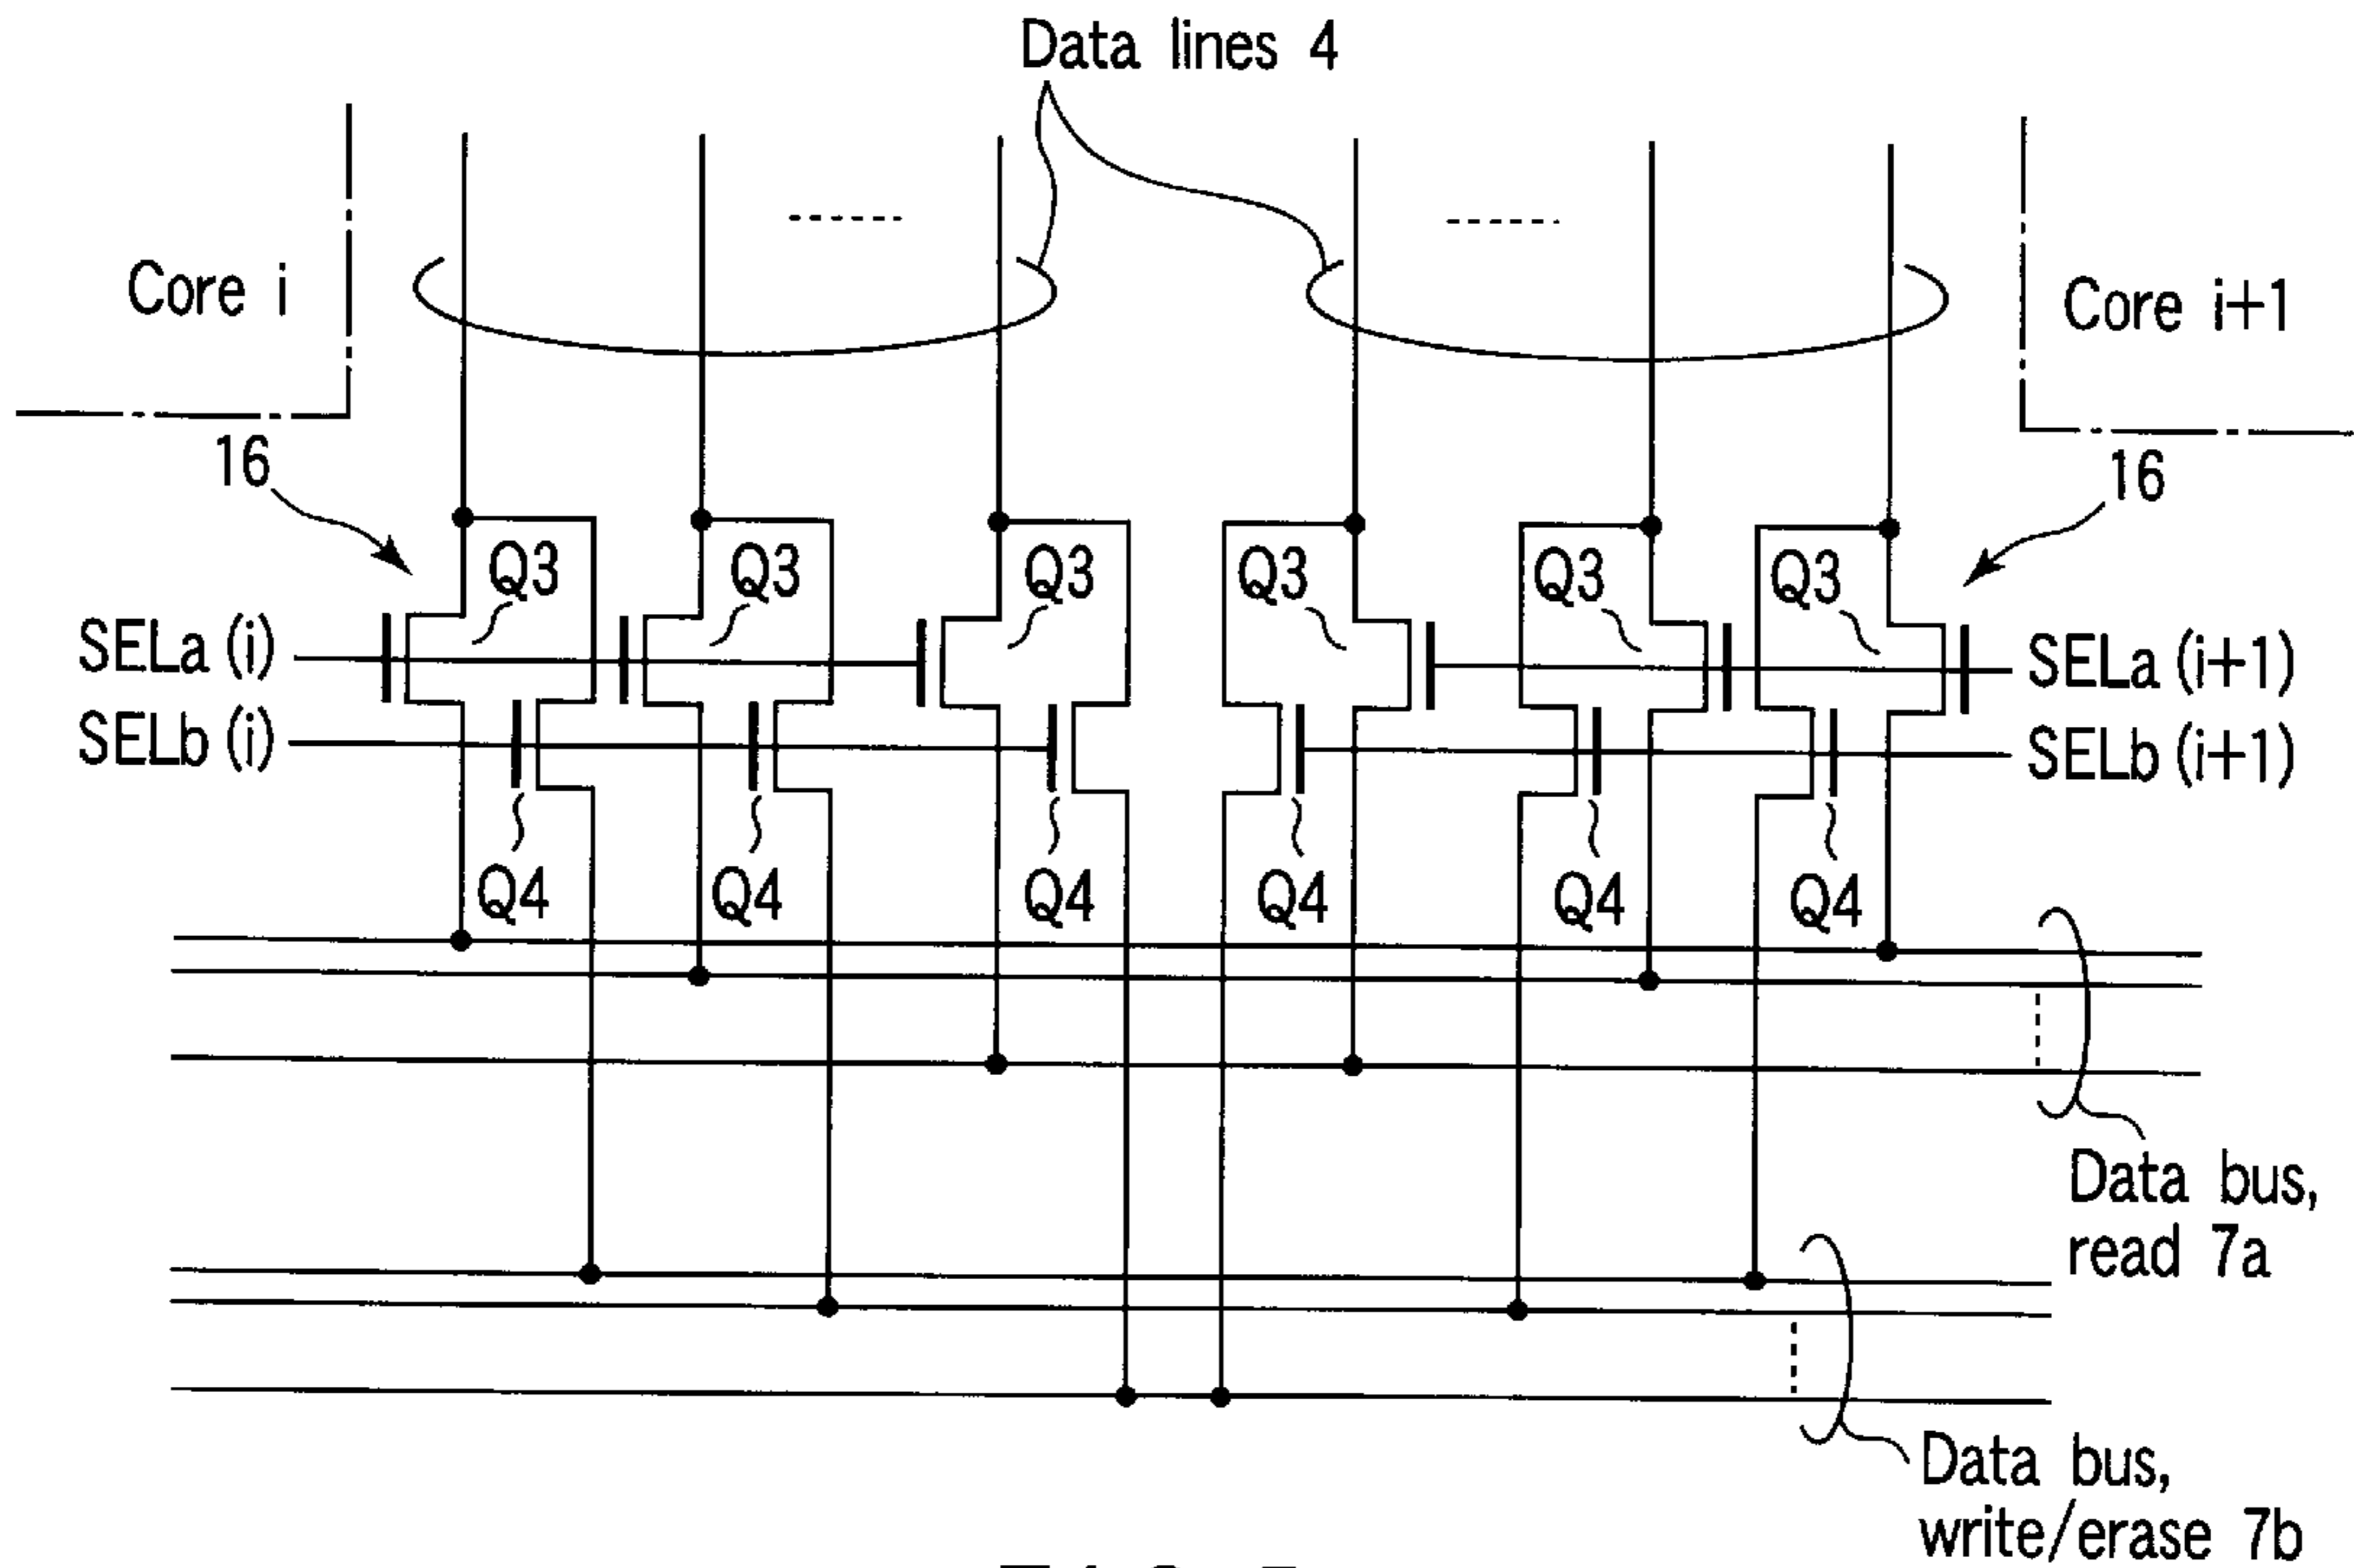 Data lines 4
Core i
Core i+1
16
16
Q3
Q3
Q3
Q3
Q3
Q3
SELa (i)
SELa (i+1)
SELb (i)
SELb (i+1)
Q4
Q4
Q4
Q4
Q4
Q4
Data bus,
read 7a
Data bus,
write/erase 7b